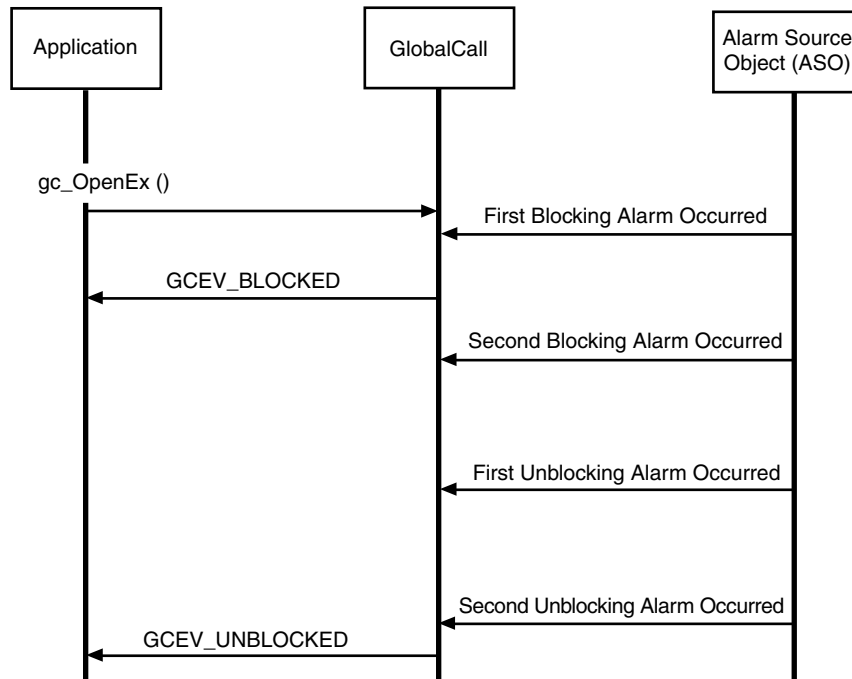 Application
GlobalCall
Alarm Source
Object (ASO)
gc_OpenEx ()
First Blocking Alarm Occurred
GCEV_BLOCKED
Second Blocking Alarm Occurred
First Unblocking Alarm Occurred
Second Unblocking Alarm Occurred
GCEV_UNBLOCKED